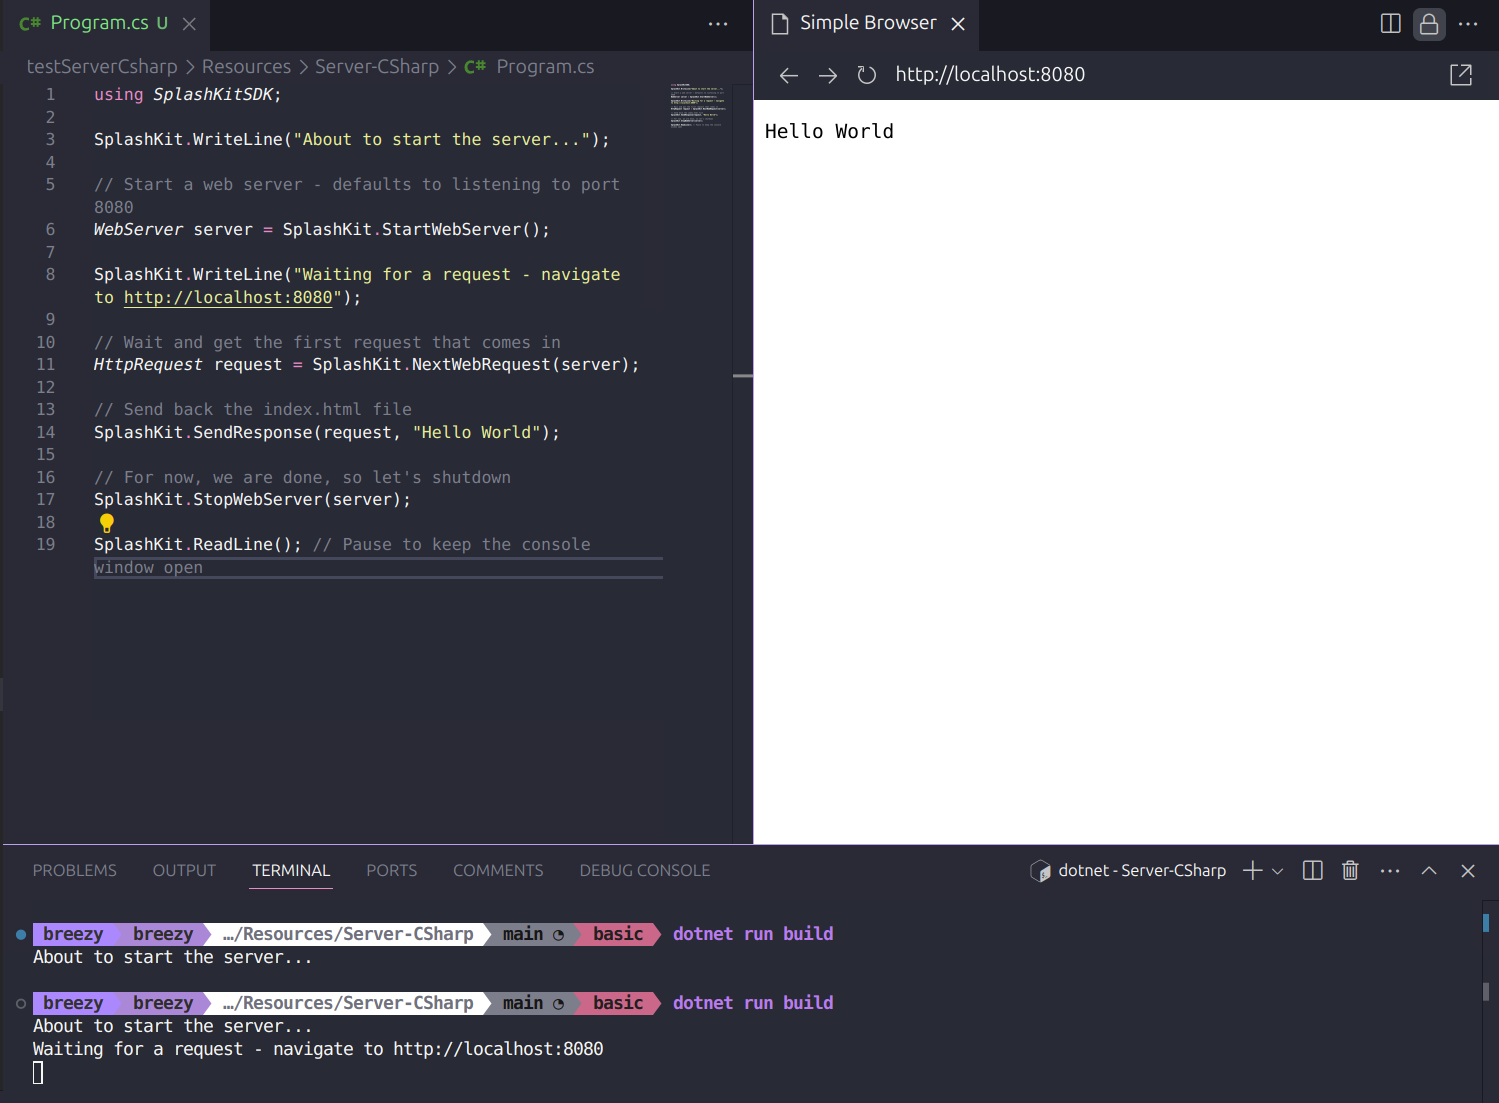 C# Program.cs U
testServerCsharp > Resources > Server-CSharp > C# Program.cs
1 using SplashKitSDK;
2
3 SplashKit.WriteLine("About to start the server...");
4
5 // Start a web server - defaults to listening to port
8080
6 WebServer server = SplashKit.StartWebServer();
7
8 SplashKit.WriteLine("Waiting for a request - navigate
to http://localhost:8080");
9
10 // Wait and get the first request that comes in
11 HttpRequest request = SplashKit.NextWebRequest(server);
12
13 // Send back the index.html file
14 SplashKit.SendResponse(request, "Hello World");
15
16 // For now, we are done, so let's shutdown
17 SplashKit.StopWebServer(server);
18
19 SplashKit.ReadLine(); // Pause to keep the console
window open
Simple Browser
http://localhost:8080
Hello World
PROBLEMS OUTPUT TERMINAL PORTS COMMENTS DEBUG CONSOLE
dotnet - Server-CSharp
breezy breezy …/Resources/Server-CSharp main basic dotnet run build
About to start the server...
breezy breezy …/Resources/Server-CSharp main basic dotnet run build
About to start the server...
Waiting for a request - navigate to http://localhost:8080